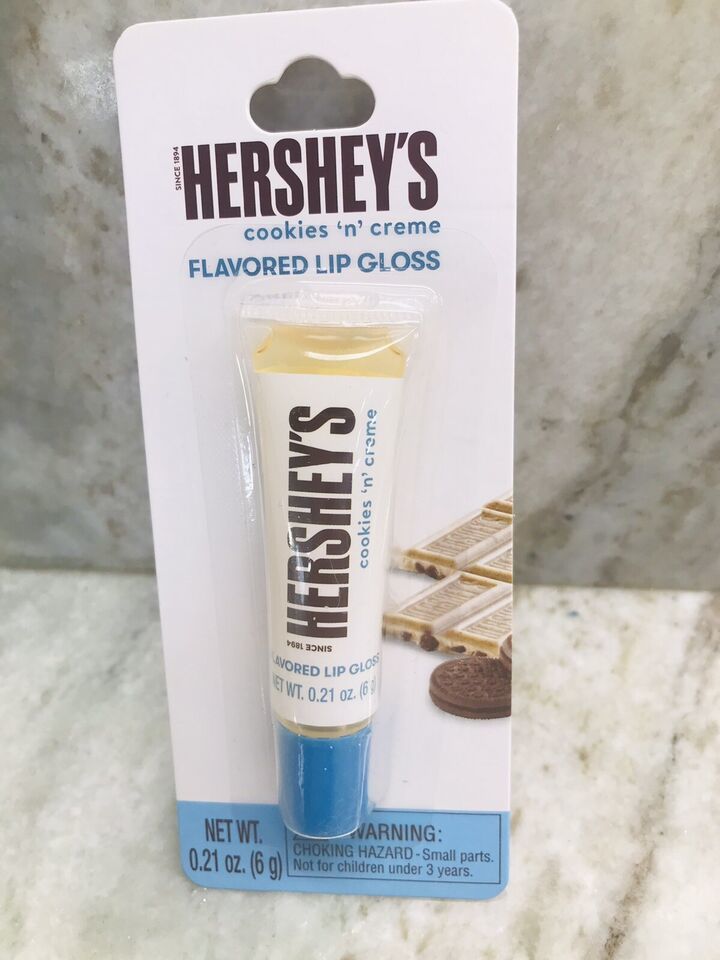 SINCE 1894
HERSHEY'S
cookies 'n' creme
FLAVORED LIP GLOSS
HERSHEY'S
cookies 'n' creme
SINCE 1894
LAVORED LIP GLOSS
NET WT. 0.21 oz. (6 g)
NET WT.
0.21 oz. (6 g)
WARNING:
CHOKING HAZARD - Small parts.
Not for children under 3 years.